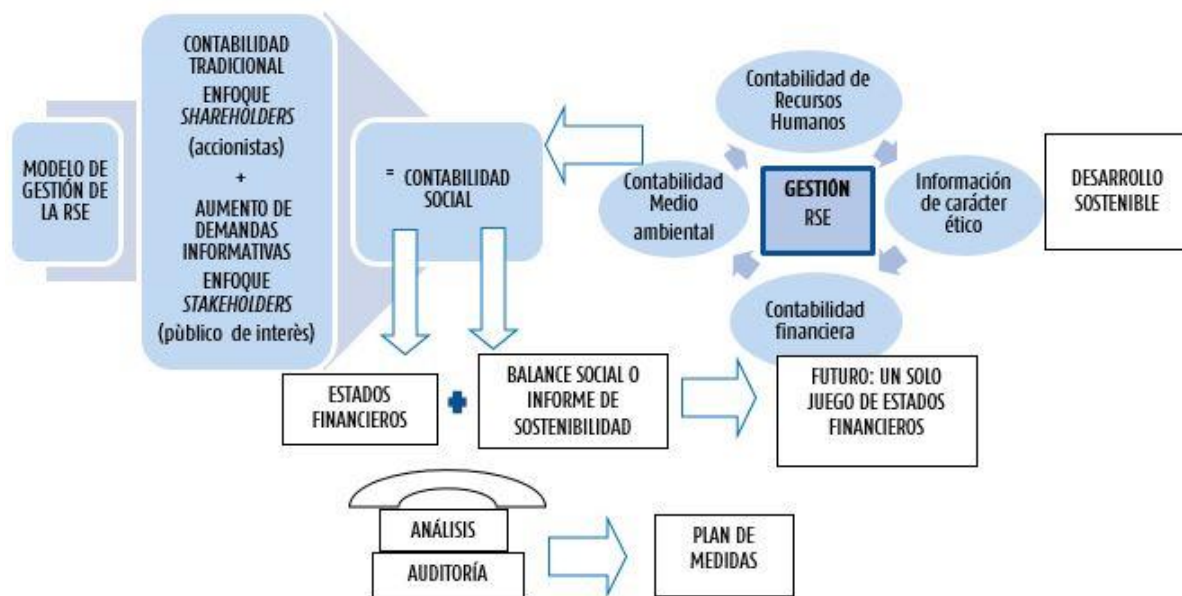 MODELO DE
GESTIÓN DE
LA RSE
CONTABILIDAD
TRADICIONAL
ENFOQUE
SHAREHOLDERS
(accionistas)
+
AUMENTO DE
DEMANDAS
INFORMATIVAS
ENFOQUE
STAKEHOLDERS
(pùblico de interès)
= CONTABILIDAD
SOCIAL
Contabilidad de
Recursos
Humanos
Contabilidad
Medio
ambiental
GESTIÓN
RSE
Información
de carácter
ético
Contabilidad
financiera
DESARROLLO
SOSTENIBLE
ESTADOS
FINANCIEROS
BALANCE SOCIAL O
INFORME DE
SOSTENIBILIDAD
FUTURO: UN SOLO
JUEGO DE ESTADOS
FINANCIEROS
ANÁLISIS
AUDITORÍA
PLAN DE
MEDIDAS